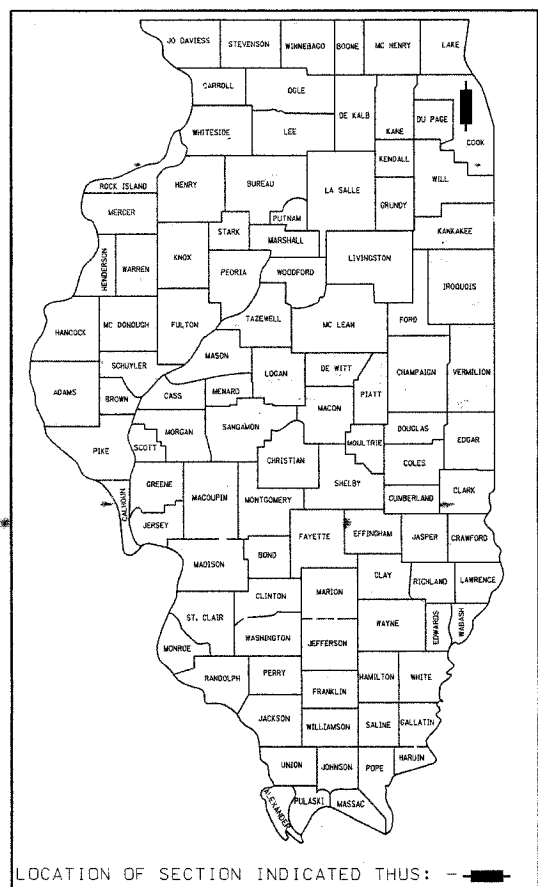 JO DAVIESS STEVENSON WINNEBAGO BOONE MC HENRY LAKE
CARROLL OGLE
DE KALB KANE DU PAGE COOK
WHITESIDE LEE
KENDALL WILL
ROCK ISLAND HENRY BUREAU LA SALLE
MERCER PUTNAM GRUNDY
STARK MARSHALL KANKAKEE
HENDERSON WARREN KNOX PEORIA WOODFORD LIVINGSTON
IROQUOIS
HANCOCK MC DONOUGH FULTON TAZEWELL MC LEAN FORD
SCHUYLER MASON
ADAMS BROWN CASS MENARD LOGAN DE WITT PIATT CHAMPAIGN VERMILION
MACON
PIKE SCOTT MORGAN SANGAMON MOULTRIE DOUGLAS EDGAR
CHRISTIAN COLES
CALHOUN GREENE MACOUPIN MONTGOMERY SHELBY CUMBERLAND CLARK
JERSEY FAYETTE EFFINGHAM JASPER CRAWFORD
MADISON BOND
CLAY RICHLAND LAWRENCE
CLINTON MARION
ST. CLAIR WAYNE EDWARDS WABASH
MONROE WASHINGTON JEFFERSON
RANDOLPH PERRY HAMILTON WHITE
FRANKLIN
JACKSON WILLIAMSON SALINE GALLATIN
UNION JOHNSON POPE HARDIN
ALEXANDER PULASKI MASSAC
LOCATION OF SECTION INDICATED THUS: -